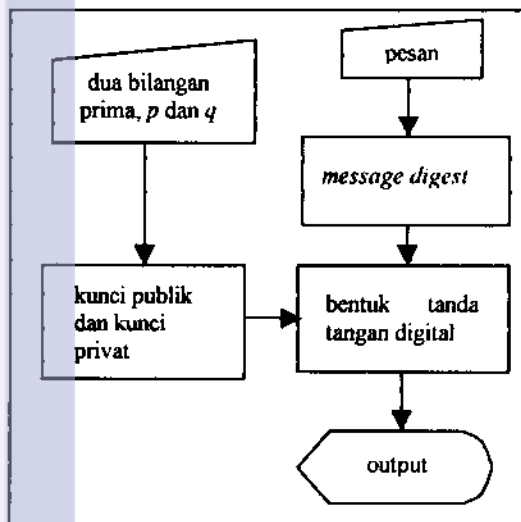 dua bilangan
prima, p dan q
pesan
message digest
kunci publik
dan kunci
privat
bentuk tanda
tangan digital
output